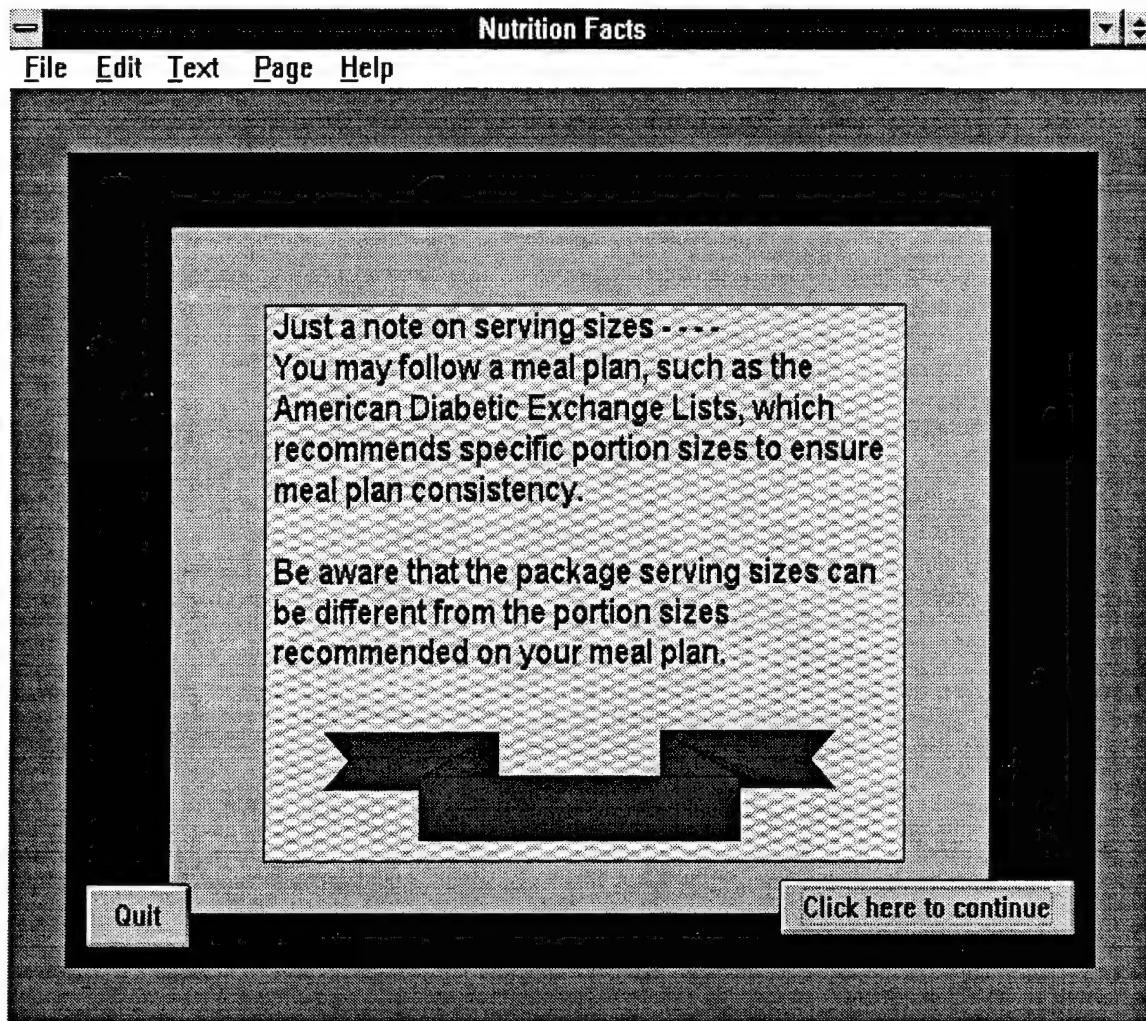 Nutrition Facts
File Edit Text Page Help
Just a note on serving sizes - - - -
You may follow a meal plan, such as the
American Diabetic Exchange Lists, which
recommends specific portion sizes to ensure
meal plan consistency.
Be aware that the package serving sizes can
be different from the portion sizes
recommended on your meal plan.
Quit
Click here to continue